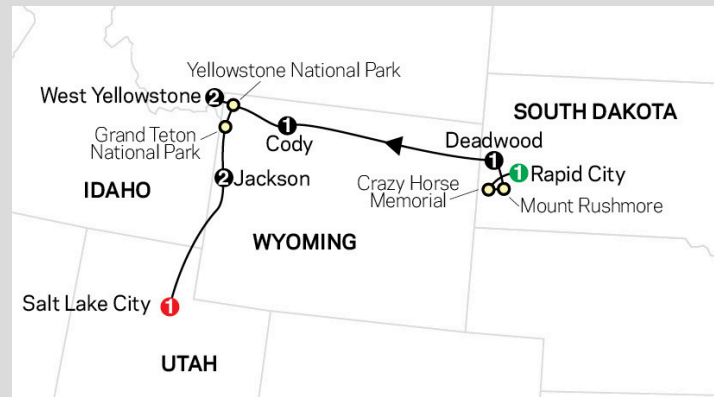 Yellowstone National Park
West Yellowstone 2
SOUTH DAKOTA
Grand Teton
National Park
1
Cody
Deadwood
1
1 Rapid City
IDAHO
2 Jackson
Crazy Horse
Memorial
Mount Rushmore
WYOMING
Salt Lake City 1
UTAH